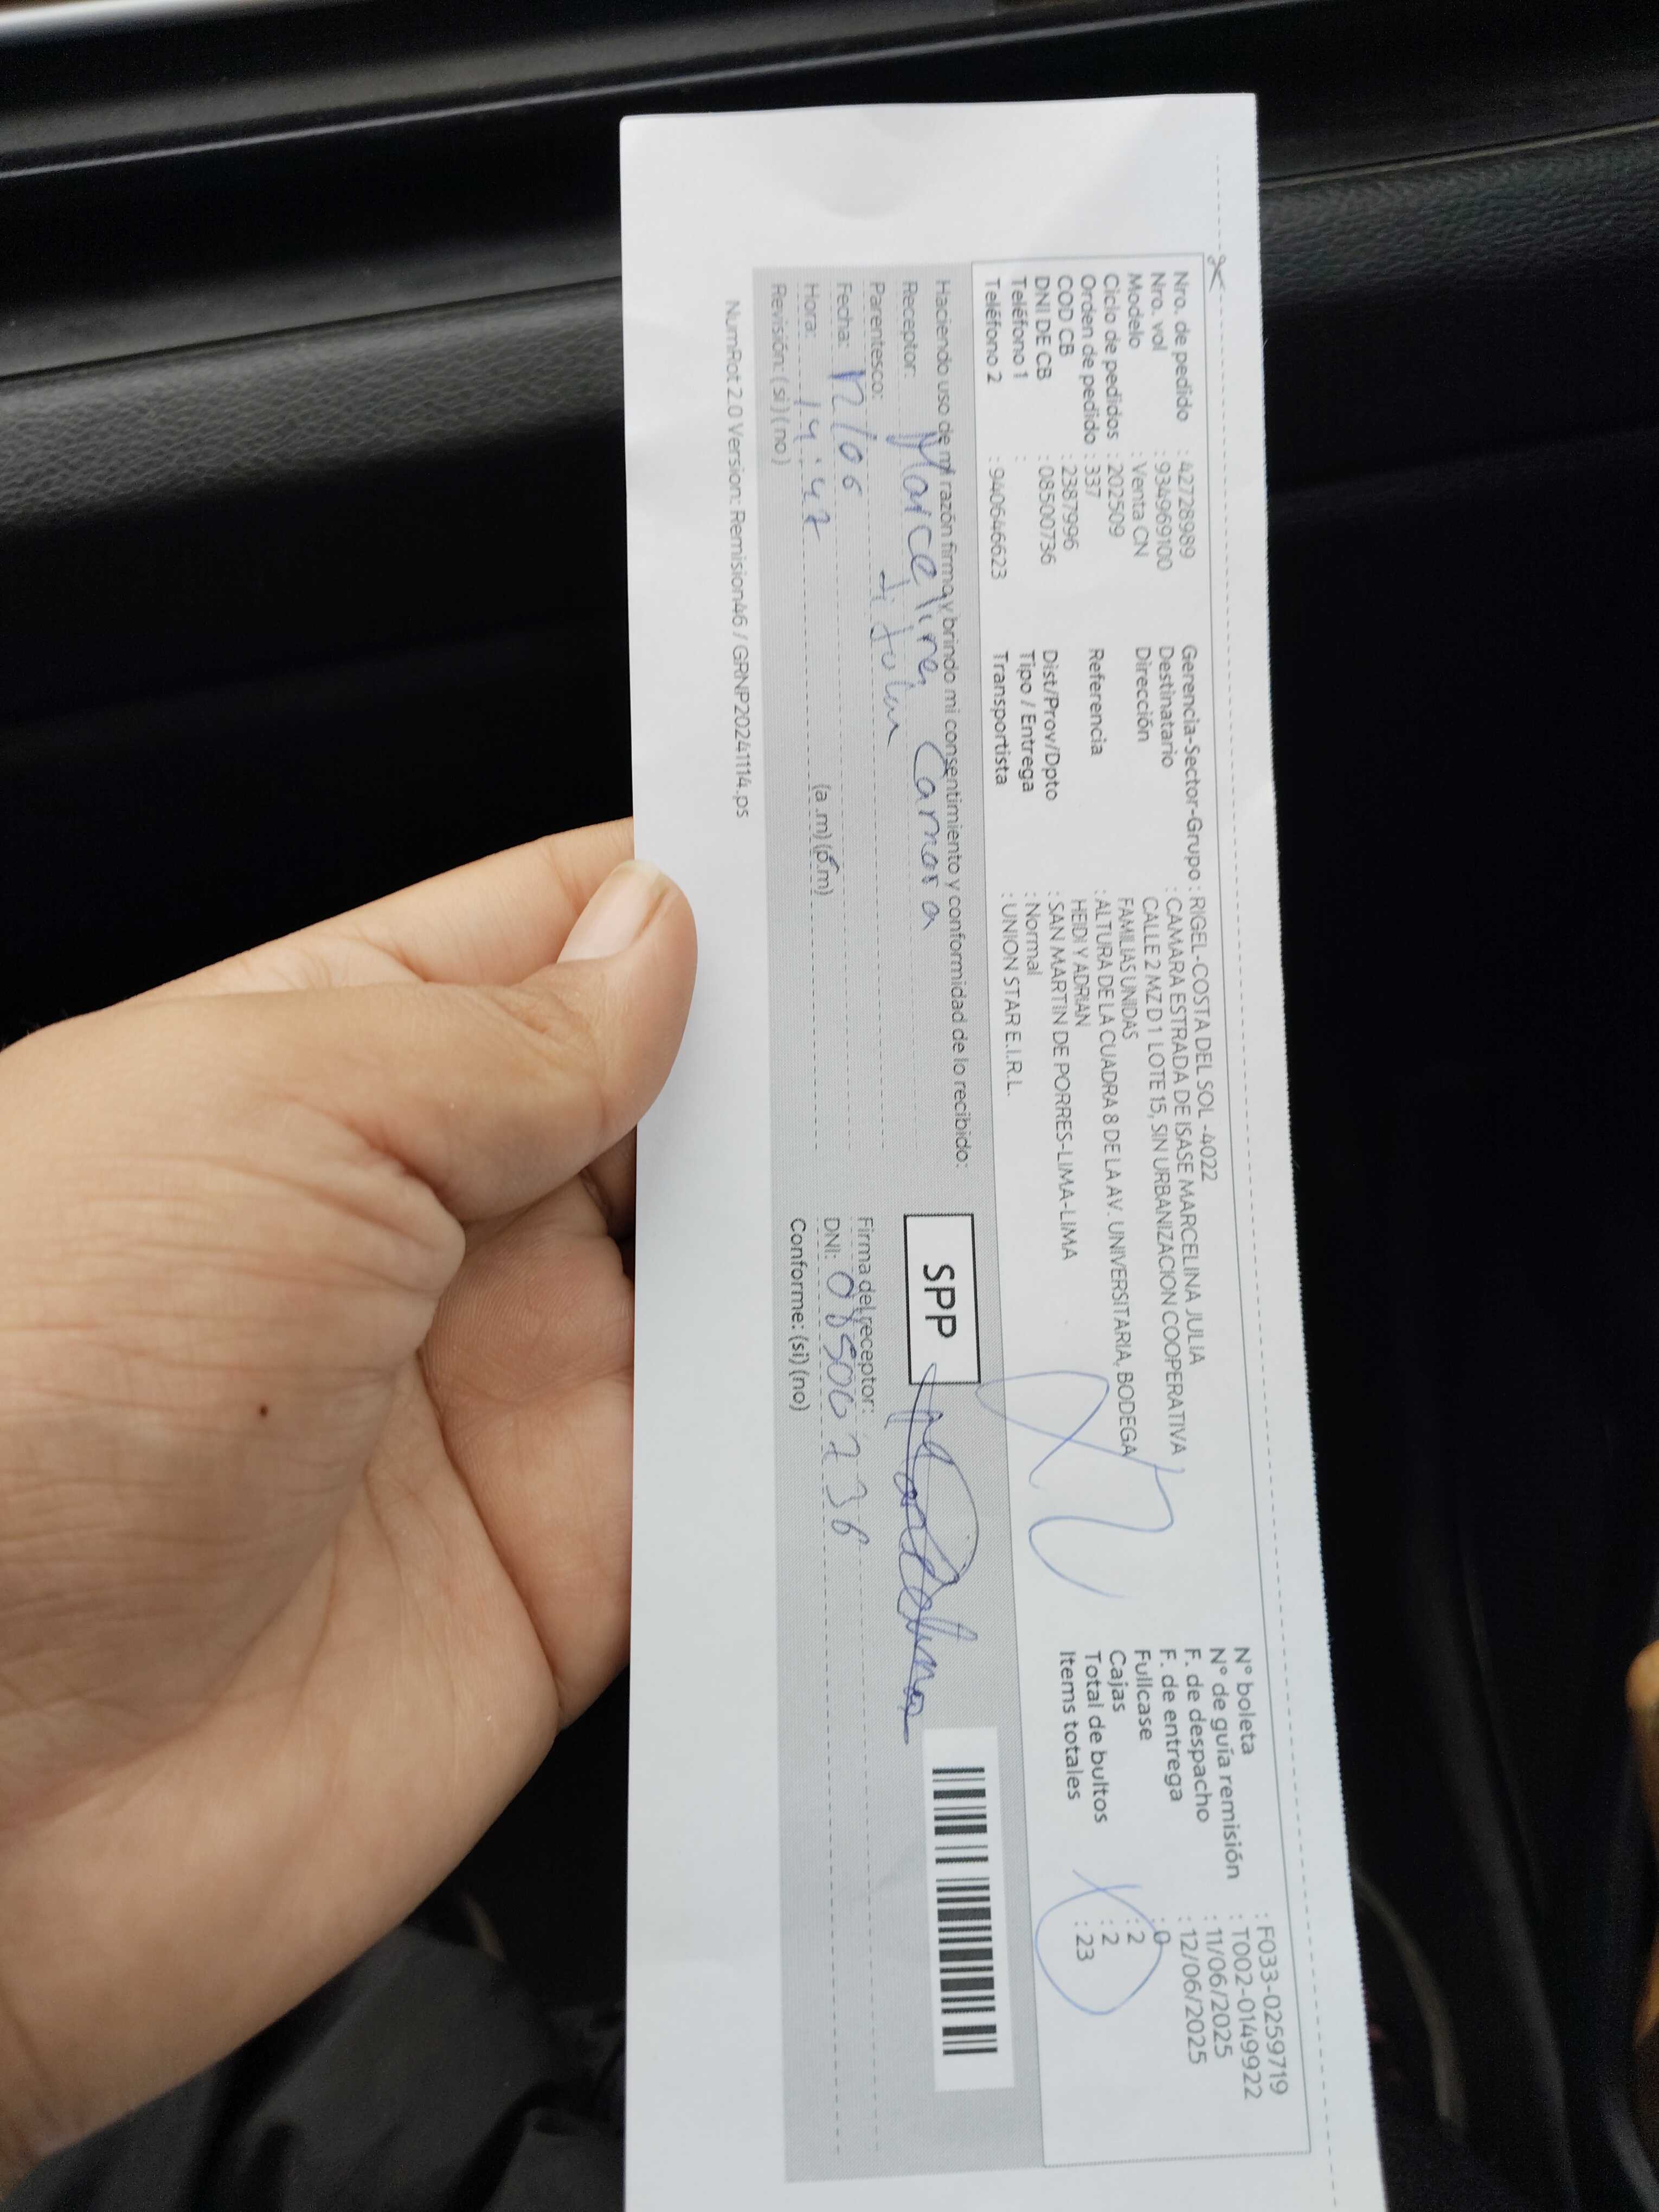 Nro. de pedido : 42728989
Nro. vol : 934969100
Modelo : Venta CN
Ciclo de pedidos : 202509
Orden de pedido : 337
COD CB : 2387996
DNI DE CB : 08500736
Teléfono 1 :
Teléfono 2 : 940646623
Gerencia-Sector-Grupo : RIGEL-COSTA DEL SOL -4022
Destinatario : CAMARA ESTRADA DE ISASE MARCELINA JULIA
Dirección CALLE 2 MZ D 1 LOTE 15, SIN URBANIZACION COOPERATIVA
FAMILIAS UNIDAS
Referencia : ALTURA DE LA CUADRA 8 DE LA AV. UNIVERSITARIA, BODEGA
HEIDI Y ADRIAN
Dist/Prov/Dpto : SAN MARTIN DE PORRES-LIMA-LIMA
Tipo / Entrega : Normal
Transportista : UNION STAR E.I.R.L.
N° boleta : F033-0259719
N° de guía remisión : T002-0149922
F. de despacho : 11/06/2025
F. de entrega : 12/06/2025
Fullcase : 0
Cajas : 2
Total de bultos : 2
Items totales : 23
Haciendo uso de mi razón firma y brindo mi consentimiento y conformidad de lo recibido:
Receptor: Marcelina Camara
Parentesco:
Fecha: 12/06
Hora: 14:47 (a .m) (p.m)
Revisión: (si) (no)
SPP
Firma del receptor:
DNI: 08500736
Conforme: (si) (no)
NumRot 2.0 Version: Remision46 / GRNP20241114.ps